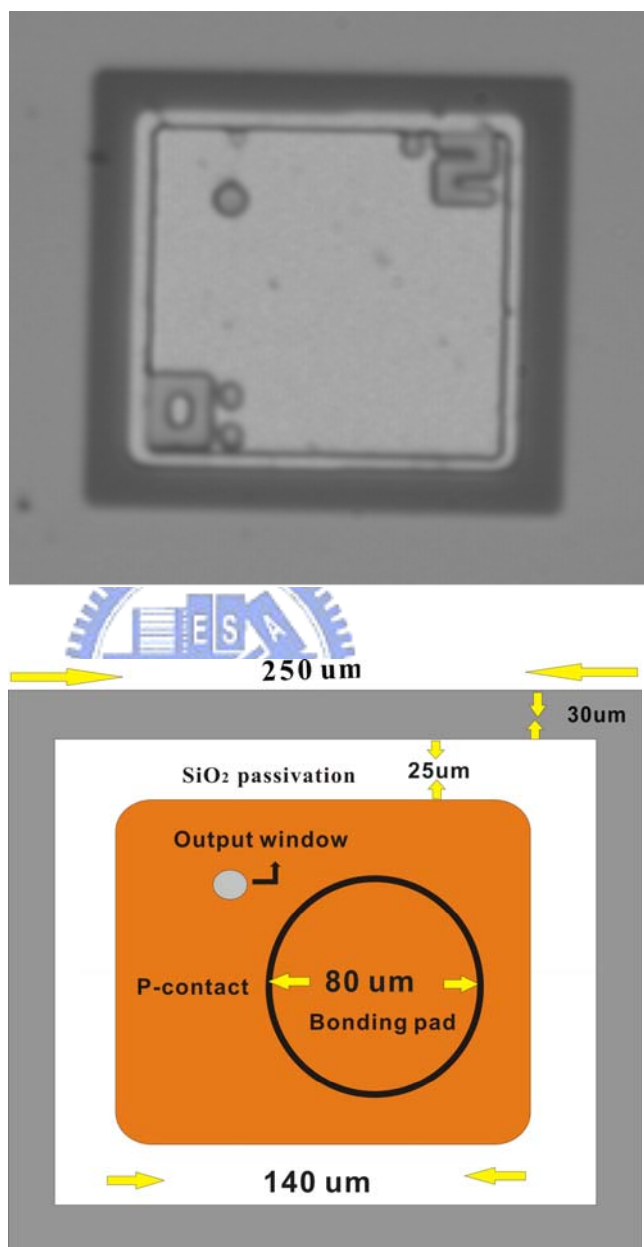 E S A
250 um
30um
SiO₂ passivation
25um
Output window
P-contact
80 um
Bonding pad
140 um